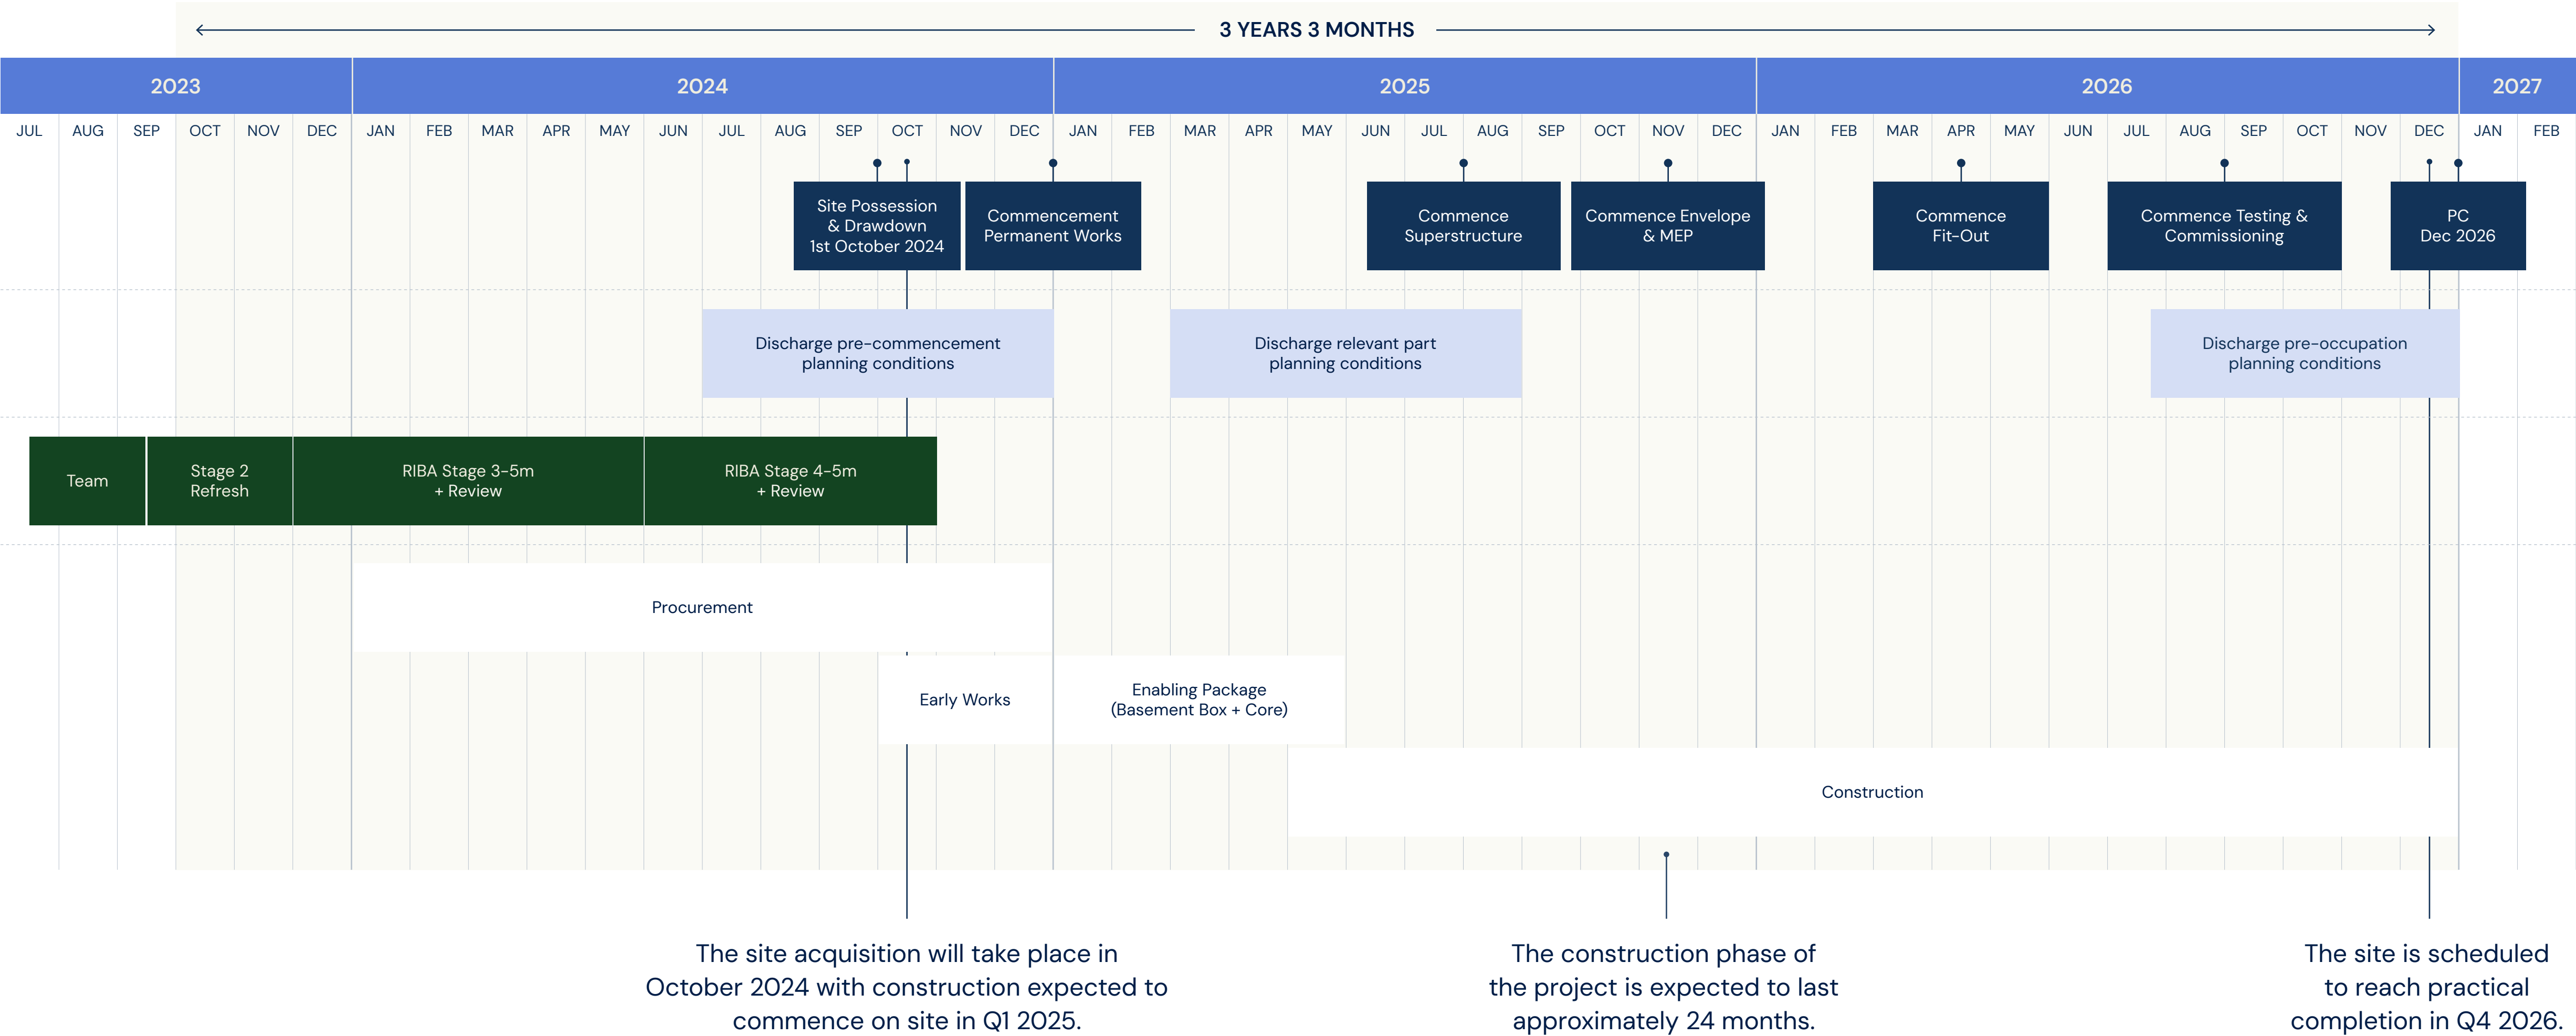 3 YEARS 3 MONTHS
2023 2024 2025 2026 2027
JUL AUG SEP OCT NOV DEC JAN FEB MAR APR MAY JUN JUL AUG SEP OCT NOV DEC JAN FEB MAR APR MAY JUN JUL AUG SEP OCT NOV DEC JAN FEB MAR APR MAY JUN JUL AUG SEP OCT NOV DEC JAN FEB
Site Possession
& Drawdown
1st October 2024
Commencement
Permanent Works
Commence
Superstructure
Commence Envelope
& MEP
Commence
Fit-Out
Commence Testing &
Commissioning
PC
Dec 2026
Discharge pre-commencement
planning conditions
Discharge relevant part
planning conditions
Discharge pre-occupation
planning conditions
Team
Stage 2
Refresh
RIBA Stage 3-5m
+ Review
RIBA Stage 4-5m
+ Review
Procurement
Early Works
Enabling Package
(Basement Box + Core)
Construction
The site acquisition will take place in
October 2024 with construction expected to
commence on site in Q1 2025.
The construction phase of
the project is expected to last
approximately 24 months.
The site is scheduled
to reach practical
completion in Q4 2026.